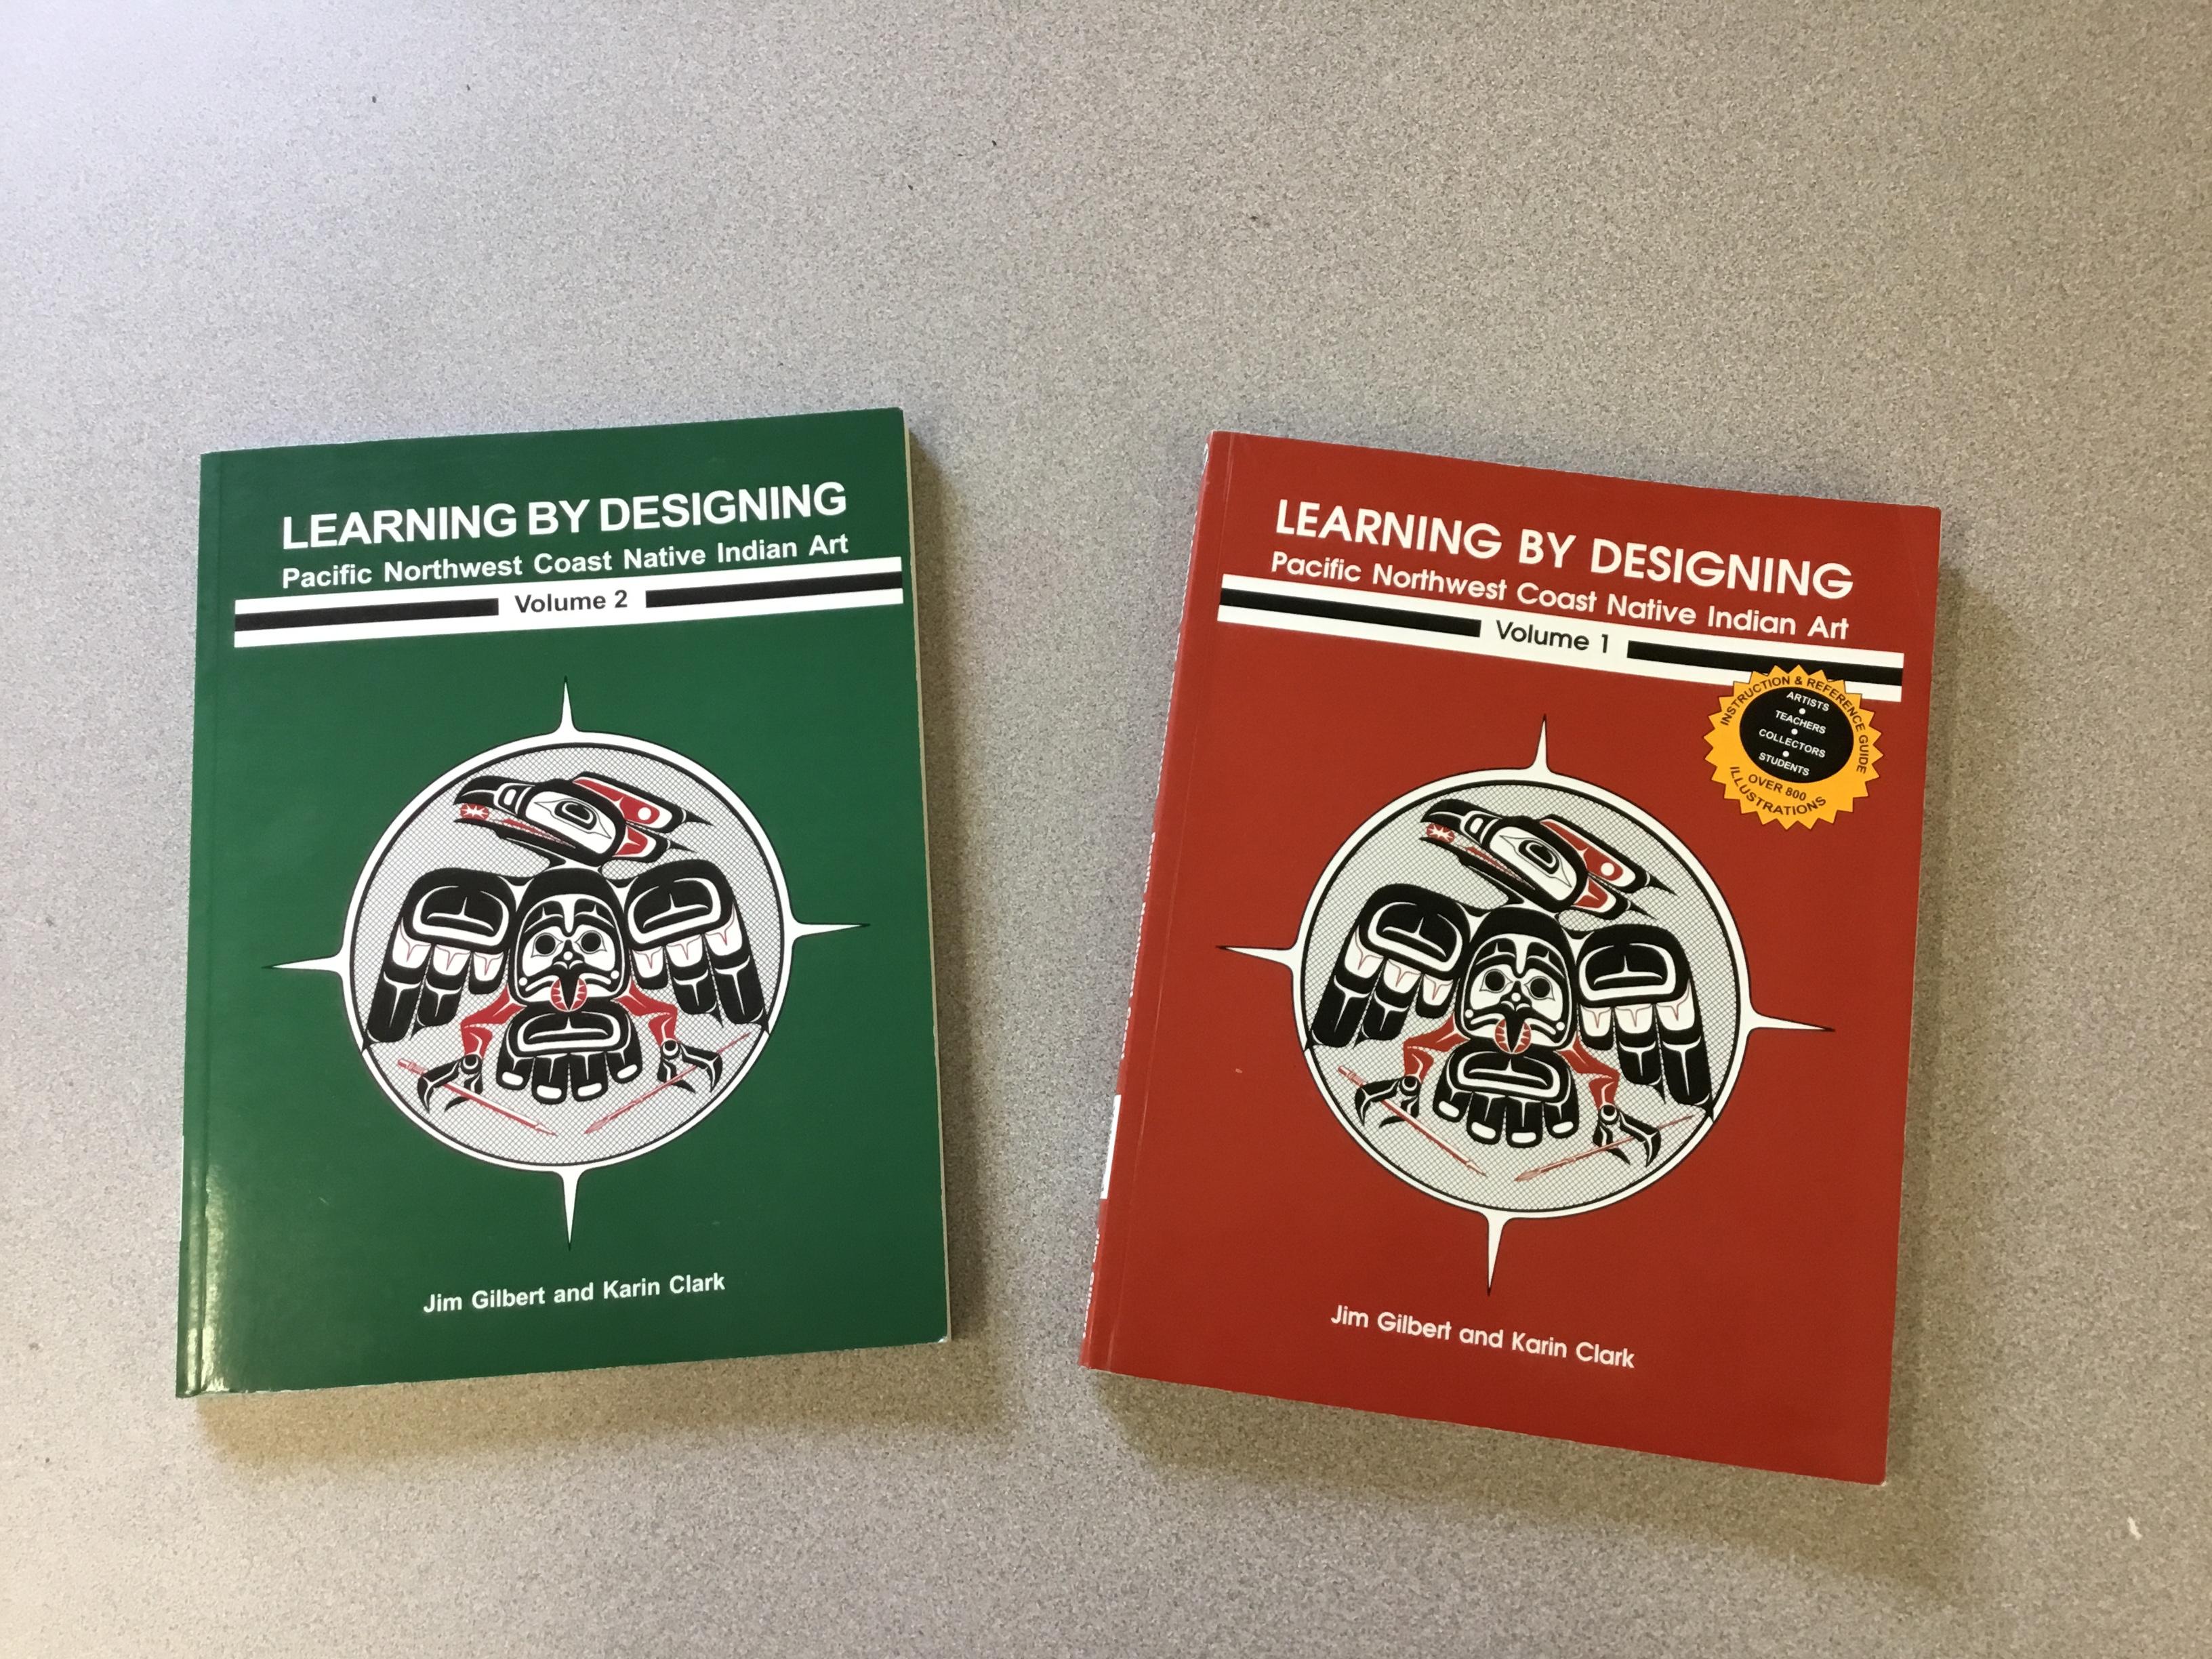 LEARNING BY DESIGNING
Pacific Northwest Coast Native Indian Art
Volume 2
Jim Gilbert and Karin Clark
LEARNING BY DESIGNING
Pacific Northwest Coast Native Indian Art
Volume 1
INSTRUCTION & REFERENCE GUIDE
ARTISTS
•
TEACHERS
•
COLLECTORS
•
STUDENTS
OVER 800
ILLUSTRATIONS
Jim Gilbert and Karin Clark